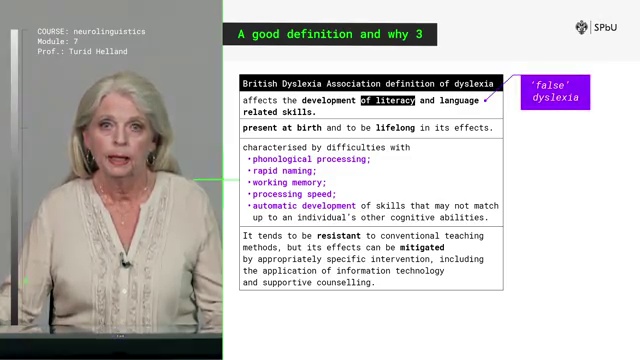 COURSE: neurolinguistics
Module: 7
Prof.: Turid Helland
A good definition and why 3
SPbU
British Dyslexia Association definition of dyslexia
affects the development of literacy and language
related skills.
'false'
dyslexia
present at birth and to be lifelong in its effects.
characterised by difficulties with
• phonological processing;
• rapid naming;
• working memory;
• processing speed;
• automatic development of skills that may not match
up to an individual's other cognitive abilities.
It tends to be resistant to conventional teaching
methods, but its effects can be mitigated
by appropriately specific intervention, including
the application of information technology
and supportive counselling.